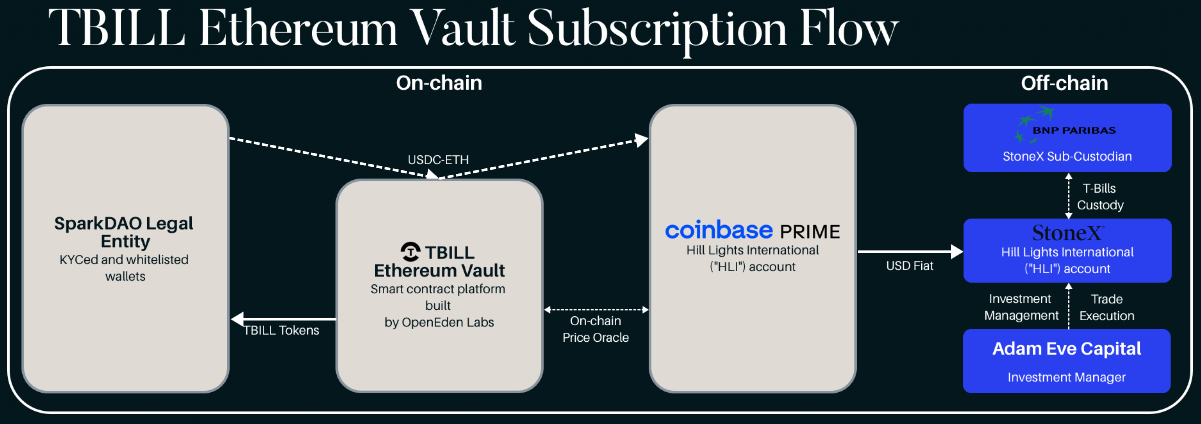 TBILL Ethereum Vault Subscription Flow
On-chain
Off-chain
SparkDAO Legal
Entity
KYCed and whitelisted
wallets
USDC-ETH
TBILL Tokens
TBILL
Ethereum Vault
Smart contract platform
built
by OpenEden Labs
On-chain
Price Oracle
coinbase PRIME
Hill Lights International
("HLI") account
USD Fiat
BNP PARIBAS
StoneX Sub-Custodian
T-Bills
Custody
StoneX
Hill Lights International
("HLI") account
Investment
Management
Trade
Execution
Adam Eve Capital
Investment Manager